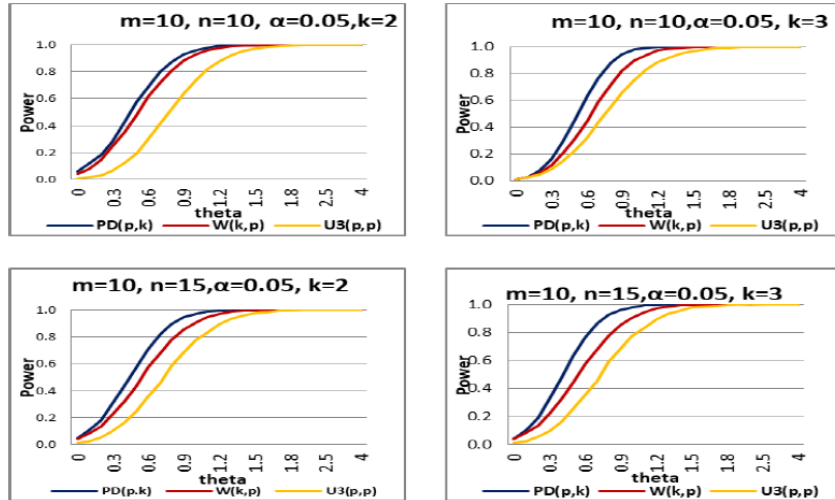 m=10, n=10, α=0.05,k=2
Power
1.0
0.8
0.6
0.4
0.2
0.0
0 0.3 0.6 0.9 1.2 1.5 1.8 2.5 4
theta
PD(p,k) W(k,p) U3(p,p)
m=10, n=10,α=0.05, k=3
Power
1.0
0.8
0.6
0.4
0.2
0.0
0 0.3 0.6 0.9 1.2 1.5 1.8 2.5 4
theta
PD(p,k) W(k,p) U3(p,p)
m=10, n=15,α=0.05, k=2
Power
1.0
0.8
0.6
0.4
0.2
0.0
0 0.3 0.6 0.9 1.2 1.5 1.8 2.5 4
theta
PD(p.k) W(k,p) U3(p,p)
m=10, n=15,α=0.05, k=3
Power
1.0
0.8
0.6
0.4
0.2
0.0
0 0.3 0.6 0.9 1.2 1.5 1.8 2.5 4
theta
PD(p,k) W(k,p) U3(p,p)